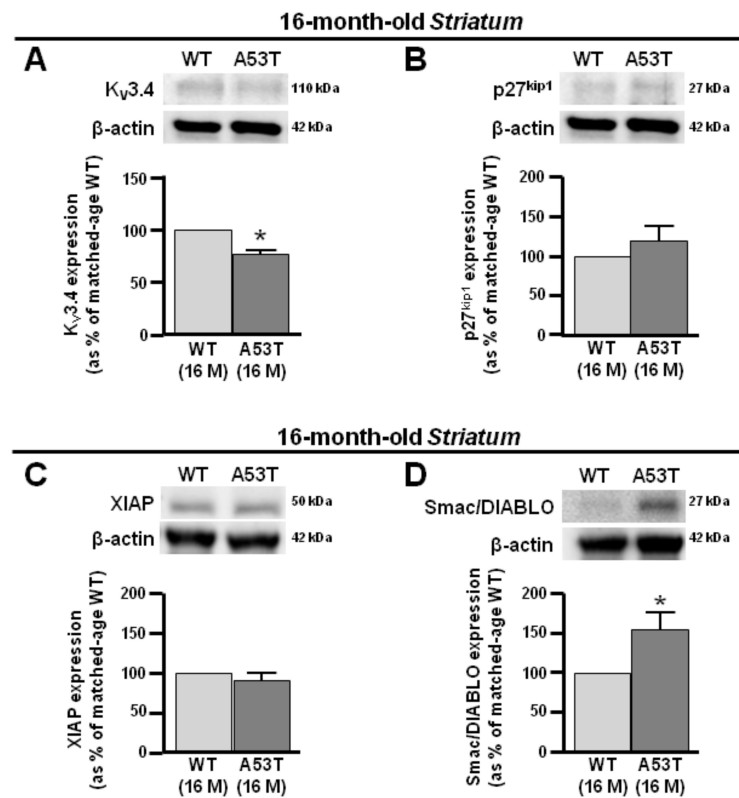 16-month-old Striatum
A
WT A53T
Kv3.4 110 kDa
β-actin 42 kDa
Kv3.4 expression
(as % of matched-age WT)
150
100
50
0
*
WT A53T
(16 M) (16 M)
B
WT A53T
p27kip1 27 kDa
β-actin 42 kDa
p27kip1 expression
(as % of matched-age WT)
200
150
100
50
0
WT A53T
(16 M) (16 M)
16-month-old Striatum
C
WT A53T
XIAP 50 kDa
β-actin 42 kDa
XIAP expression
(as % of matched-age WT)
200
150
100
50
0
WT A53T
(16 M) (16 M)
D
WT A53T
Smac/DIABLO 27 kDa
β-actin 42 kDa
Smac/DIABLO expression
(as % of matched-age WT)
200
150
100
50
0
*
WT A53T
(16 M) (16 M)